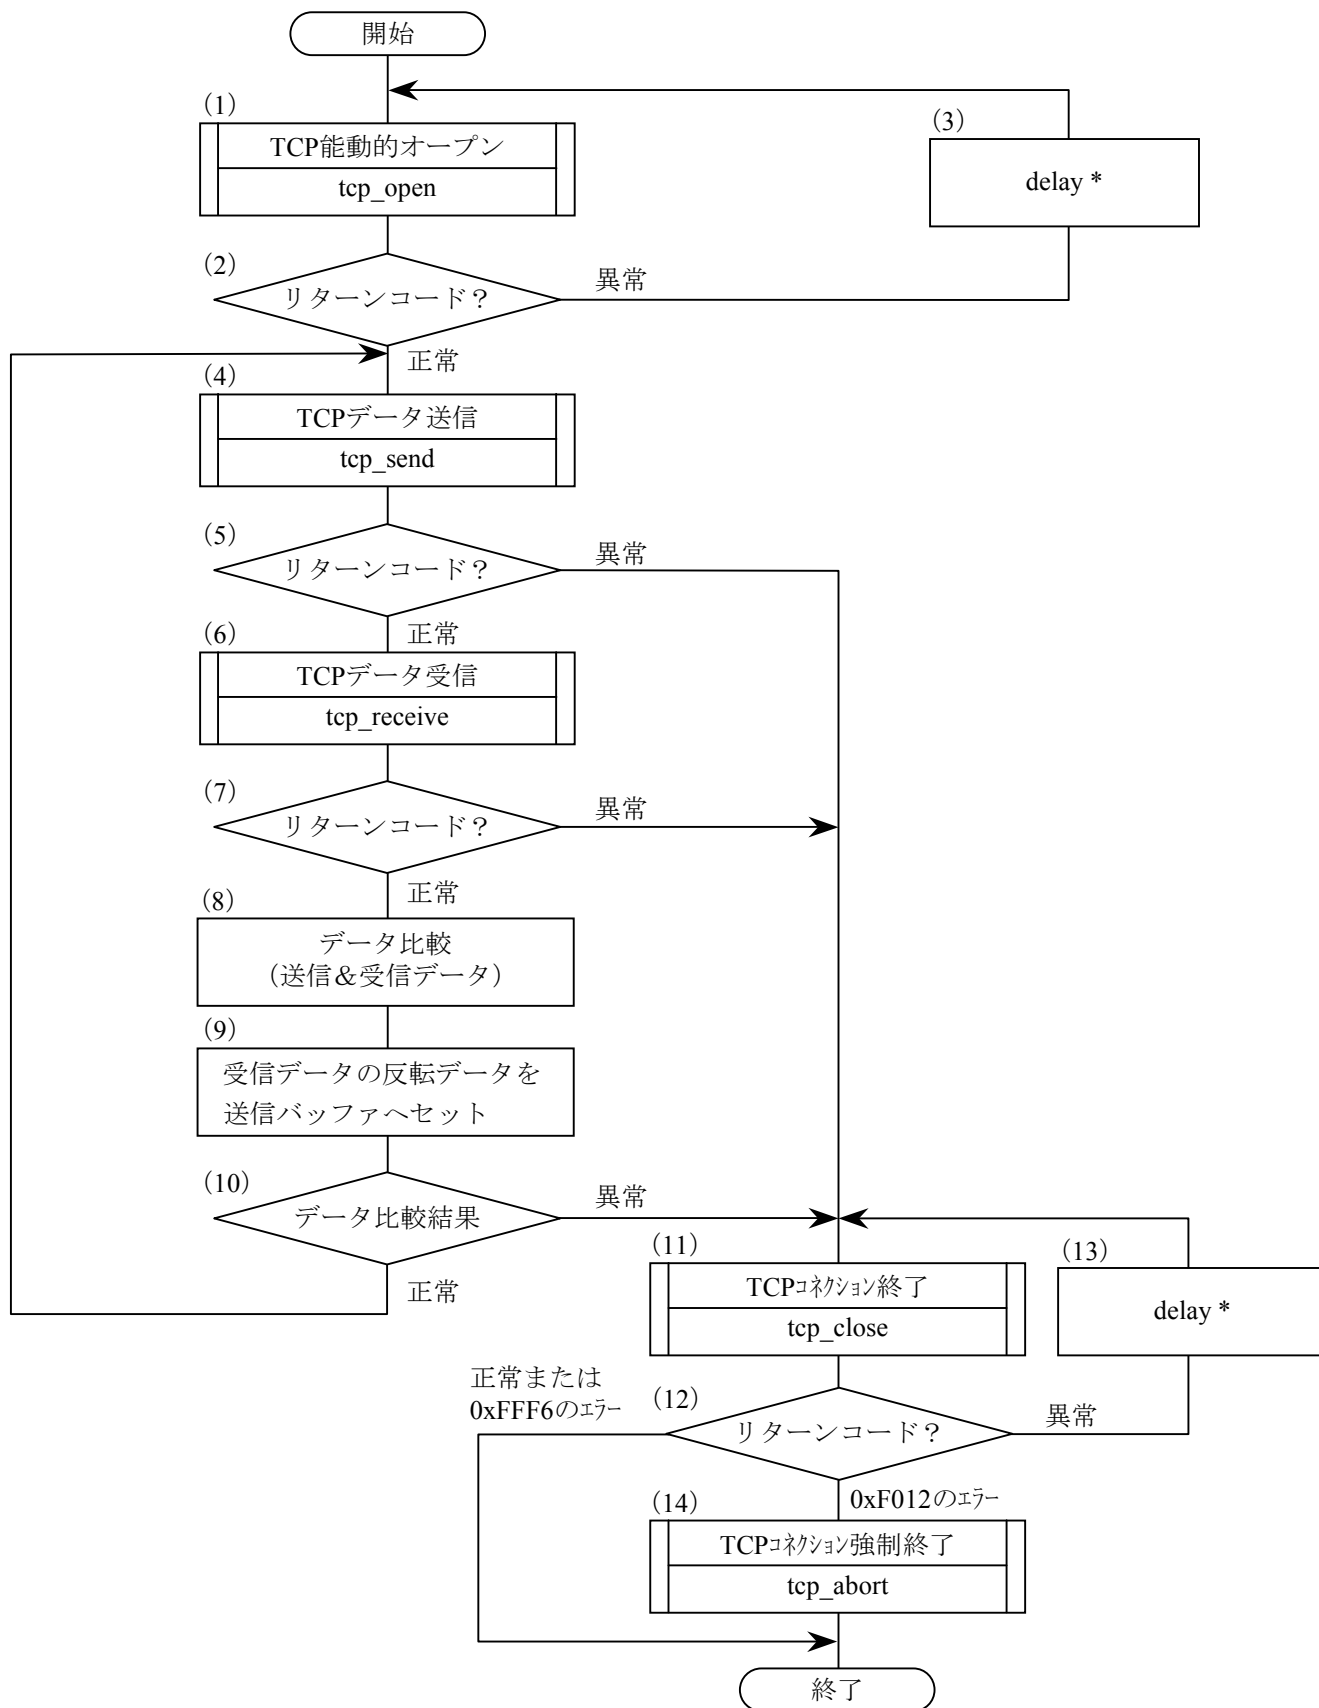 開始
(1)
TCP能動的オープン
tcp_open
(3)
delay *
(2)
リターンコード？
異常
正常
(4)
TCPデータ送信
tcp_send
(5)
リターンコード？
異常
正常
(6)
TCPデータ受信
tcp_receive
(7)
リターンコード？
異常
正常
(8)
データ比較
（送信＆受信データ）
(9)
受信データの反転データを
送信バッファへセット
(10)
データ比較結果
異常
正常
(11)
TCPｺﾈｸｼｮﾝ終了
tcp_close
(13)
delay *
正常または
0xFFF6のｴﾗｰ
(12)
リターンコード？
異常
0xF012のｴﾗｰ
(14)
TCPｺﾈｸｼｮﾝ強制終了
tcp_abort
終了